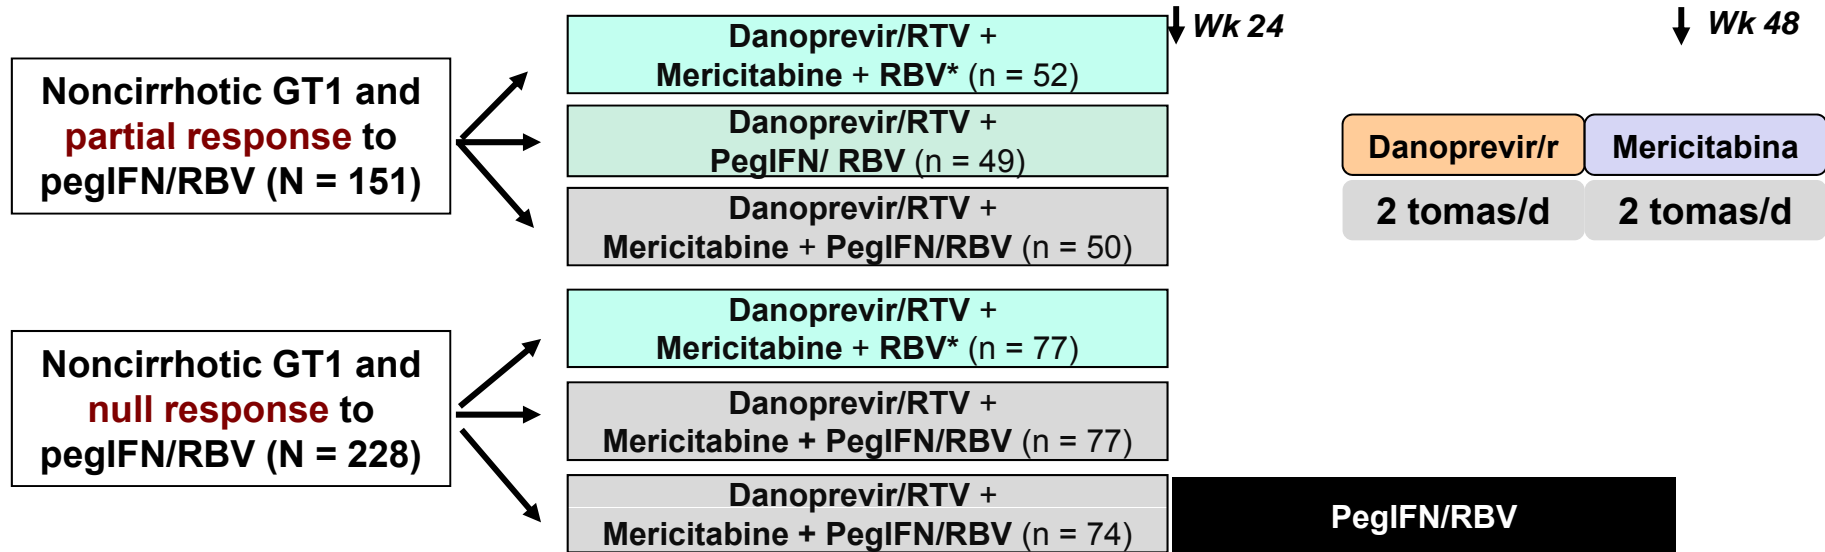 Noncirrhotic GT1 and
partial response to
pegIFN/RBV (N = 151)
Danoprevir/RTV +
Mericitabine + RBV* (n = 52)
Danoprevir/RTV +
PegIFN/ RBV (n = 49)
Danoprevir/RTV +
Mericitabine + PegIFN/RBV (n = 50)
Wk 24
Wk 48
Danoprevir/r
Mericitabina
2 tomas/d
2 tomas/d
Noncirrhotic GT1 and
null response to
pegIFN/RBV (N = 228)
Danoprevir/RTV +
Mericitabine + RBV* (n = 77)
Danoprevir/RTV +
Mericitabine + PegIFN/RBV (n = 77)
Danoprevir/RTV +
Mericitabine + PegIFN/RBV (n = 74)
PegIFN/RBV